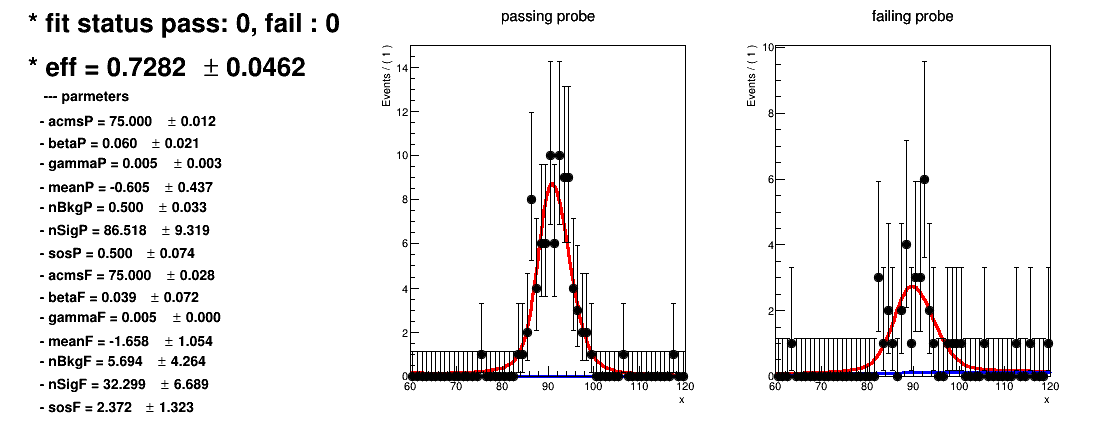 * fit status pass: 0, fail : 0
* eff = 0.7282 ± 0.0462
--- parmeters
- acmsP = 75.000 ± 0.012
- betaP = 0.060 ± 0.021
- gammaP = 0.005 ± 0.003
- meanP = -0.605 ± 0.437
- nBkgP = 0.500 ± 0.033
- nSigP = 86.518 ± 9.319
- sosP = 0.500 ± 0.074
- acmsF = 75.000 ± 0.028
- betaF = 0.039 ± 0.072
- gammaF = 0.005 ± 0.000
- meanF = -1.658 ± 1.054
- nBkgF = 5.694 ± 4.264
- nSigF = 32.299 ± 6.689
- sosF = 2.372 ± 1.323
passing probe
Events / ( 1 )
14
12
10
8
6
4
2
0
60 70 80 90 100 110 120
x
failing probe
Events / ( 1 )
10
8
6
4
2
0
60 70 80 90 100 110 120
x